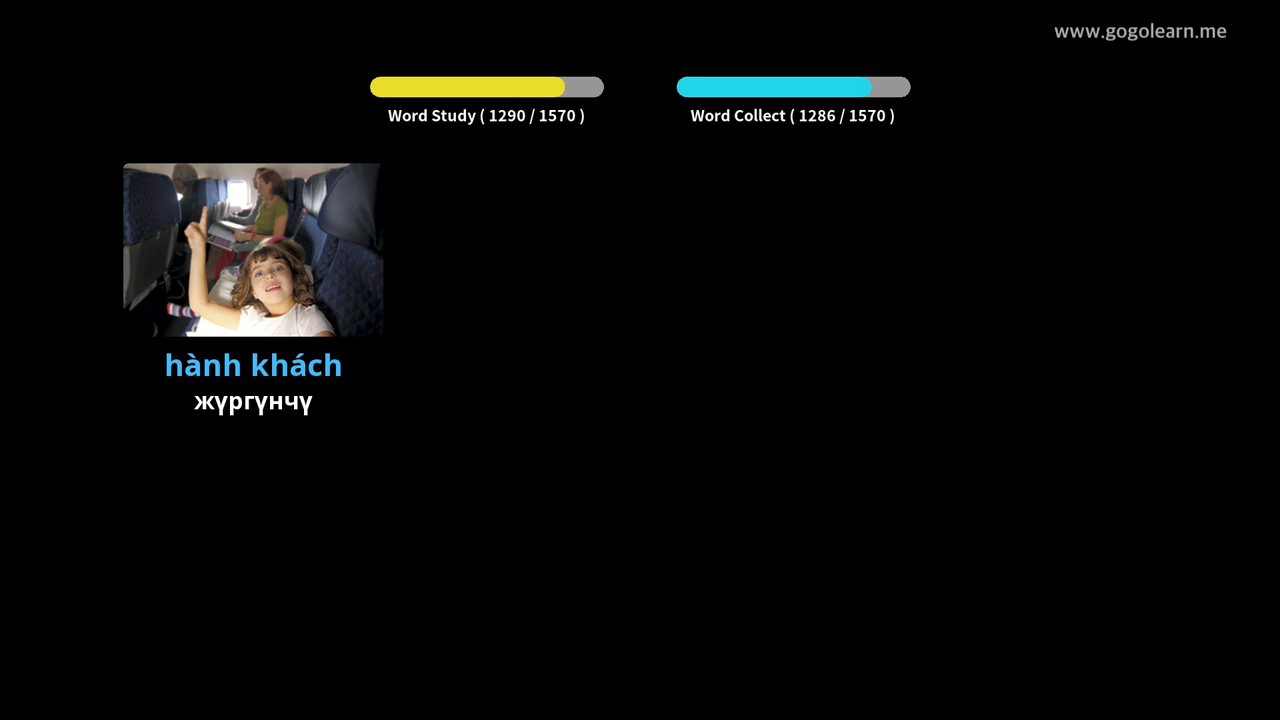 www.gogolearn.me
Word Study ( 1290 / 1570 )
Word Collect ( 1286 / 1570 )
hành khách
жүргүнчү